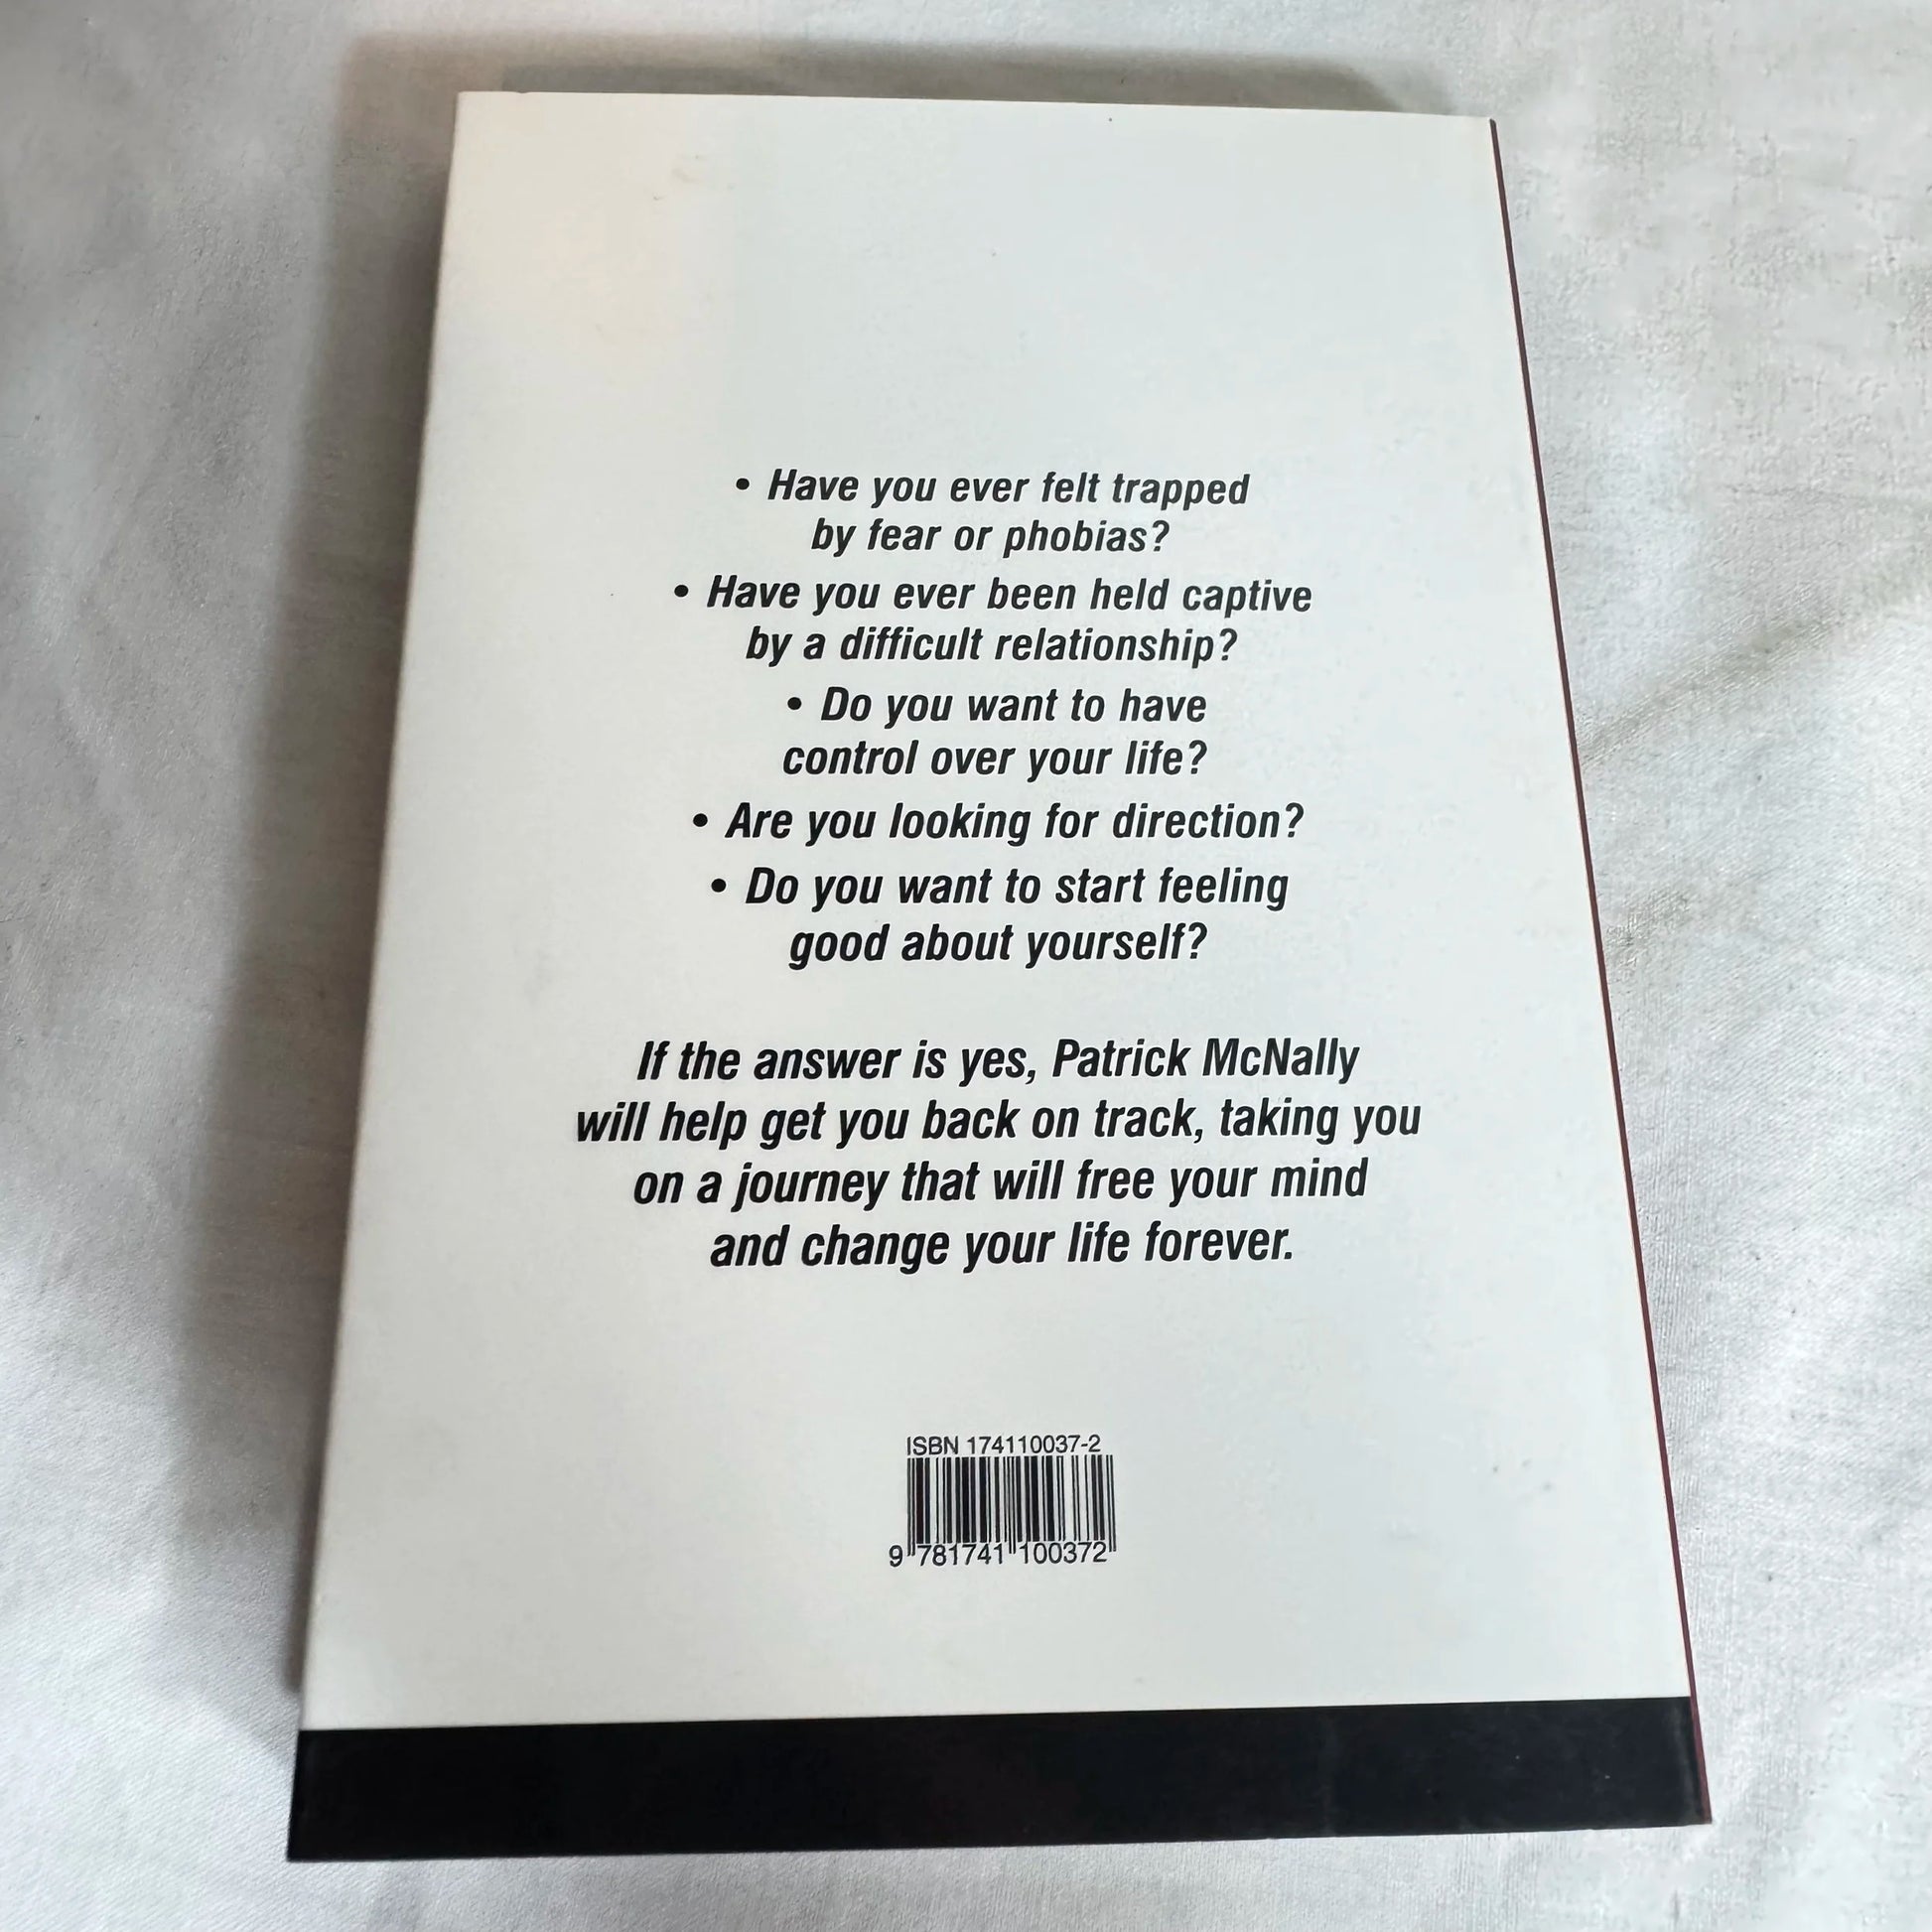 • Have you ever felt trapped
by fear or phobias?
• Have you ever been held captive
by a difficult relationship?
• Do you want to have
control over your life?
• Are you looking for direction?
• Do you want to start feeling
good about yourself?
If the answer is yes, Patrick McNally
will help get you back on track, taking you
on a journey that will free your mind
and change your life forever.
ISBN 174110037-2
9 781741 100372